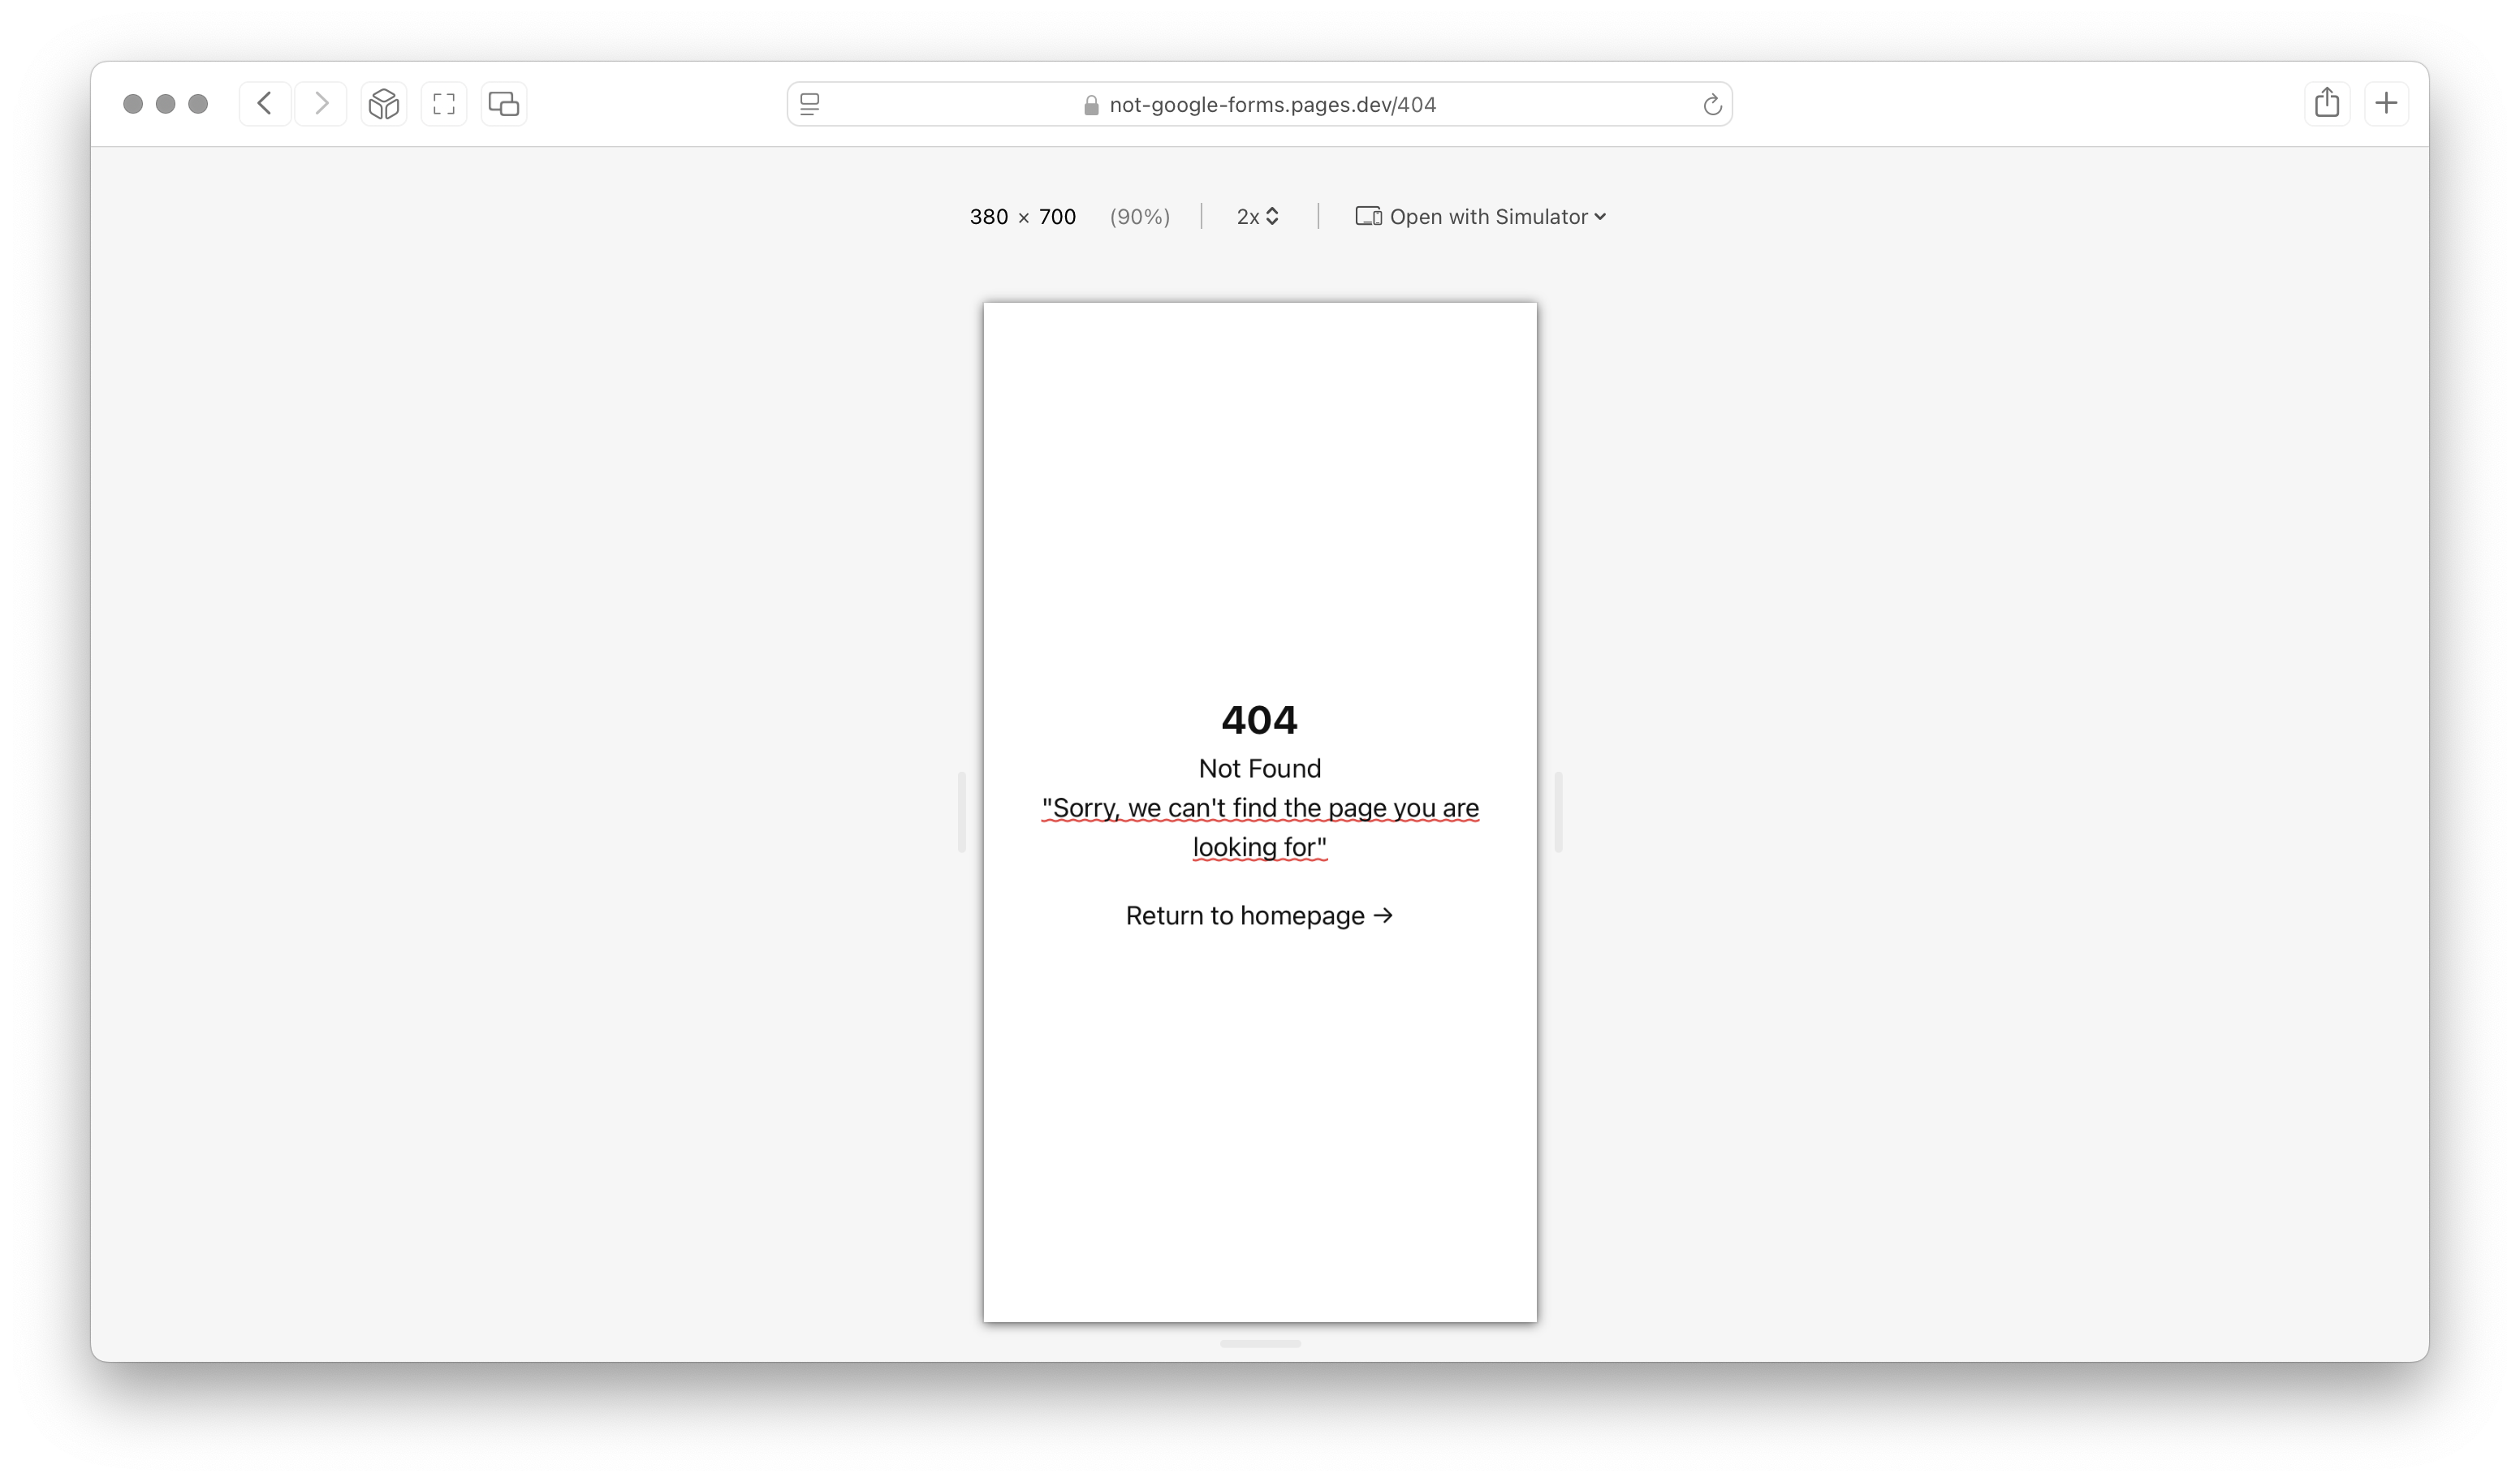 not-google-forms.pages.dev/404
380 × 700 (90%) 2x Open with Simulator
404
Not Found
"Sorry, we can't find the page you are
looking for"
Return to homepage →